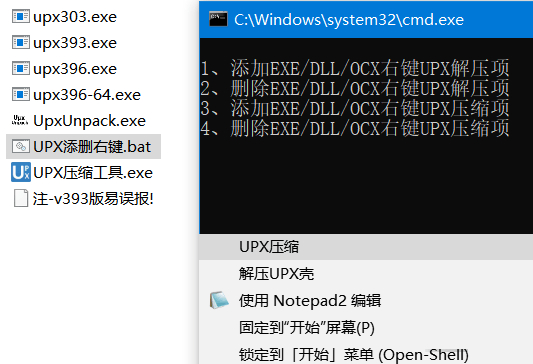 upx303.exe
upx393.exe
upx396.exe
upx396-64.exe
UpxUnpack.exe
UPX添删右键.bat
UPX压缩工具.exe
注-v393版易误报!
C:\Windows\system32\cmd.exe
1、添加EXE/DLL/OCX右键UPX解压项
2、删除EXE/DLL/OCX右键UPX解压项
3、添加EXE/DLL/OCX右键UPX压缩项
4、删除EXE/DLL/OCX右键UPX压缩项
UPX压缩
解压UPX壳
使用 Notepad2 编辑
固定到“开始”屏幕(P)
锁定到「开始」菜单 (Open-Shell)